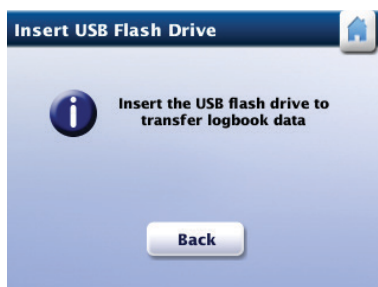 Insert USB Flash Drive
Insert the USB flash drive to
transfer logbook data
Back